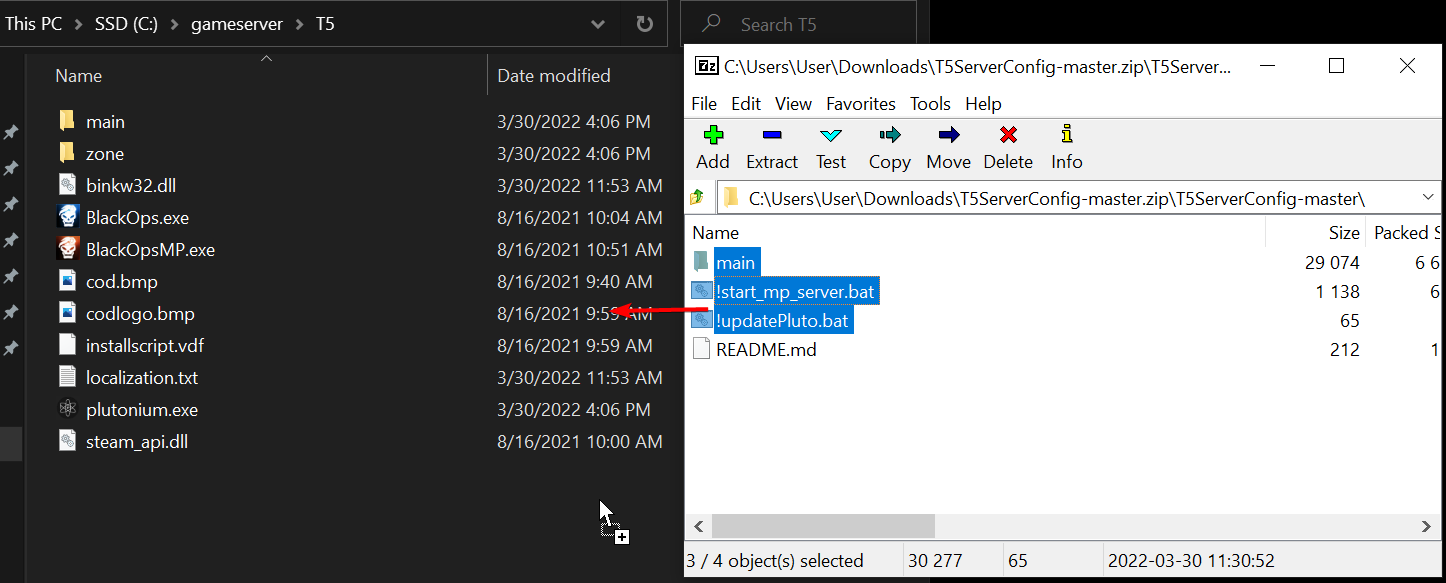 This PC > SSD (C:) > gameserver > T5
Search T5
Name Date modified
main 3/30/2022 4:06 PM
zone 3/30/2022 4:06 PM
binkw32.dll 3/30/2022 11:53 AM
BlackOps.exe 8/16/2021 10:04 AM
BlackOpsMP.exe 8/16/2021 10:51 AM
cod.bmp 8/16/2021 9:40 AM
codlogo.bmp 8/16/2021 9:59 AM
installscript.vdf 8/16/2021 9:59 AM
localization.txt 3/30/2022 11:53 AM
plutonium.exe 3/30/2022 4:06 PM
steam_api.dll 8/16/2021 10:00 AM
7z C:\Users\User\Downloads\T5ServerConfig-master.zip\T5Server...
File Edit View Favorites Tools Help
Add Extract Test Copy Move Delete Info
C:\Users\User\Downloads\T5ServerConfig-master.zip\T5ServerConfig-master\
Name Size Packed S
main 29 074 6 6
!start_mp_server.bat 1 138 6
!updatePluto.bat 65
README.md 212 1
3 / 4 object(s) selected 30 277 65 2022-03-30 11:30:52